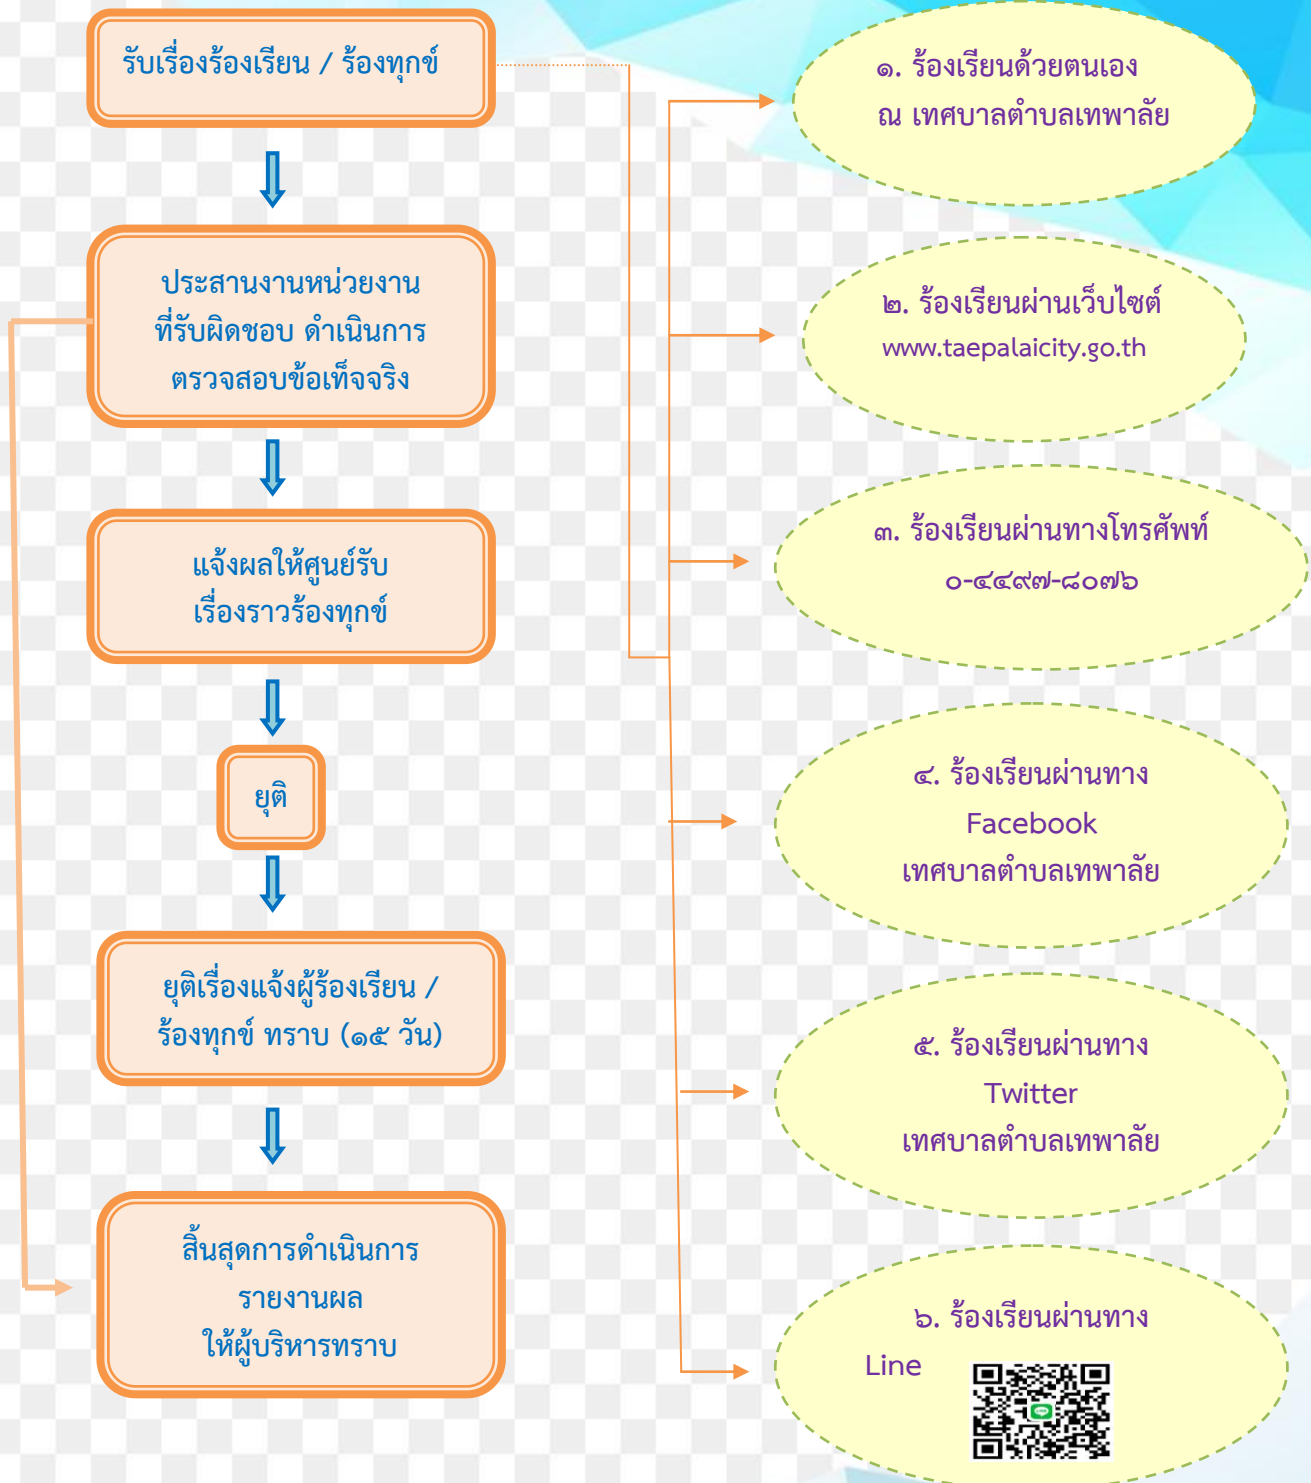 รับเรื่องร้องเรียน / ร้องทุกข์
ประสานงานหน่วยงาน
ที่รับผิดชอบ ดำเนินการ
ตรวจสอบข้อเท็จจริง
แจ้งผลให้ศูนย์รับ
เรื่องราวร้องทุกข์
ยุติ
ยุติเรื่องแจ้งผู้ร้องเรียน /
ร้องทุกข์ ทราบ (๑๕ วัน)
สิ้นสุดการดำเนินการ
รายงานผล
ให้ผู้บริหารทราบ
๑. ร้องเรียนด้วยตนเอง
ณ เทศบาลตำบลเทพาลัย
๒. ร้องเรียนผ่านเว็บไซต์
www.taepalaicity.go.th
๓. ร้องเรียนผ่านทางโทรศัพท์
๐-๔๔๙๗-๘๐๗๖
๔. ร้องเรียนผ่านทาง
Facebook
เทศบาลตำบลเทพาลัย
๕. ร้องเรียนผ่านทาง
Twitter
เทศบาลตำบลเทพาลัย
๖. ร้องเรียนผ่านทาง
Line